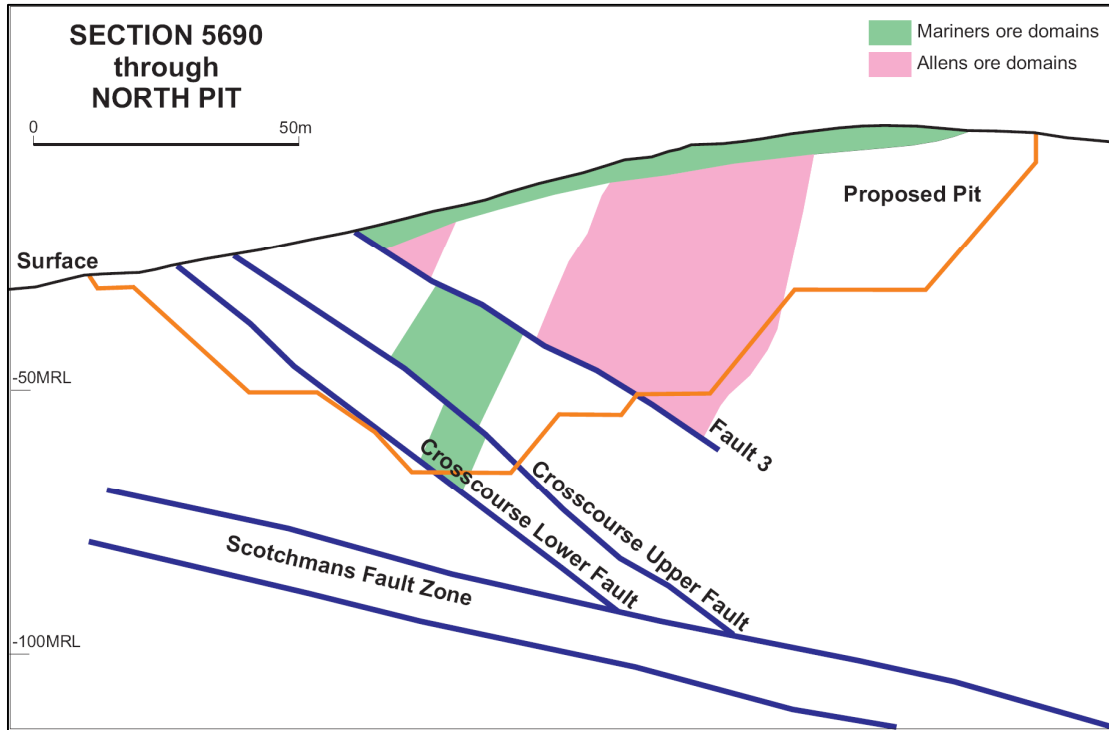 SECTION 5690
through
NORTH PIT
0
50m
Mariners ore domains
Allens ore domains
Proposed Pit
Surface
-50MRL
Fault 3
Crosscourse Lower Fault
Crosscourse Upper Fault
Scotchmans Fault Zone
-100MRL